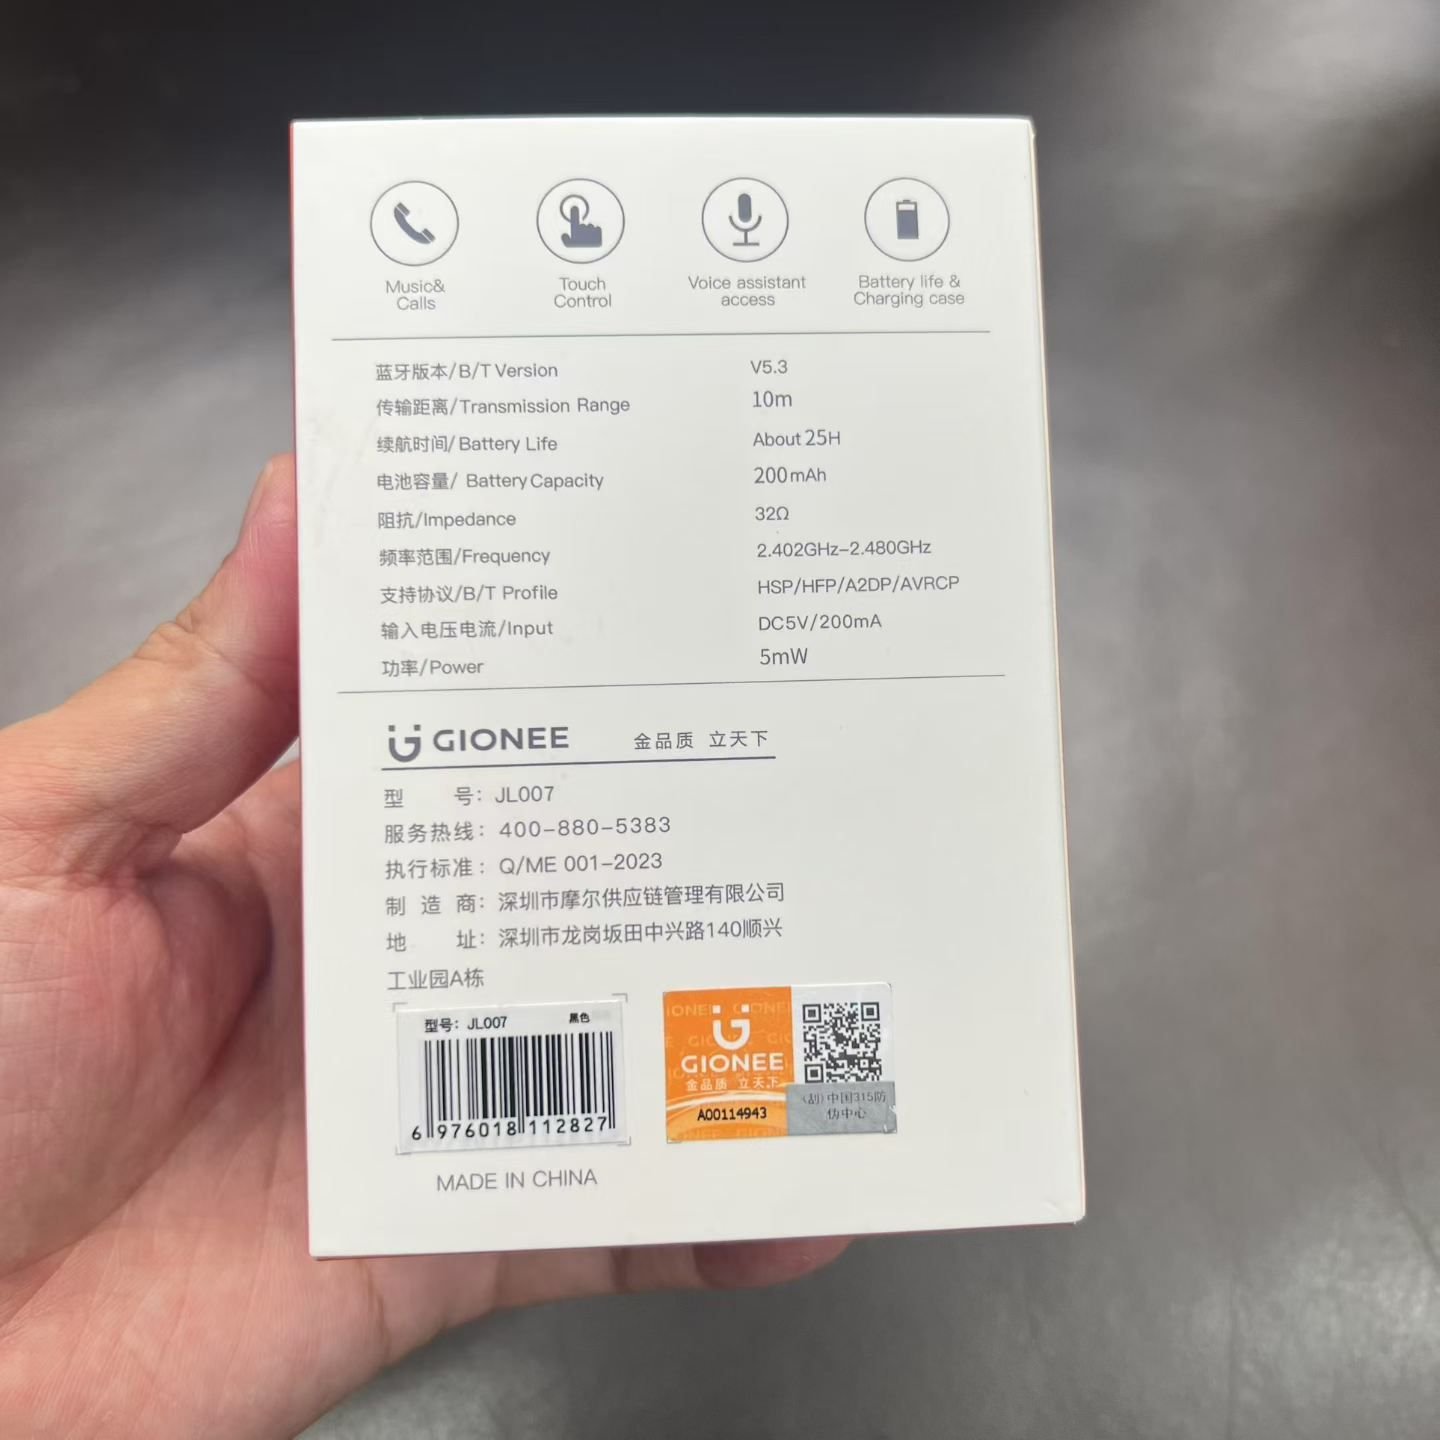 Music&
Calls
Touch
Control
Voice assistant
access
Battery life &
Charging case
蓝牙版本/B/T Version V5.3
传输距离/Transmission Range 10m
续航时间/Battery Life About 25H
电池容量/ Battery Capacity 200mAh
阻抗/Impedance 32Ω
频率范围/Frequency 2.402GHz-2.480GHz
支持协议/B/T Profile HSP/HFP/A2DP/AVRCP
输入电压电流/Input DC5V/200mA
功率/Power 5mW
GIONEE 金品质 立天下
型 号：JL007
服务热线：400-880-5383
执行标准：Q/ME 001-2023
制 造 商：深圳市摩尔供应链管理有限公司
地 址：深圳市龙岗坂田中兴路140顺兴
工业园A栋
型号：JL007 黑色
6 976018 112827
MADE IN CHINA
GIONEE
金品质 立天下
A00114943
(刮)中国315防
伪中心